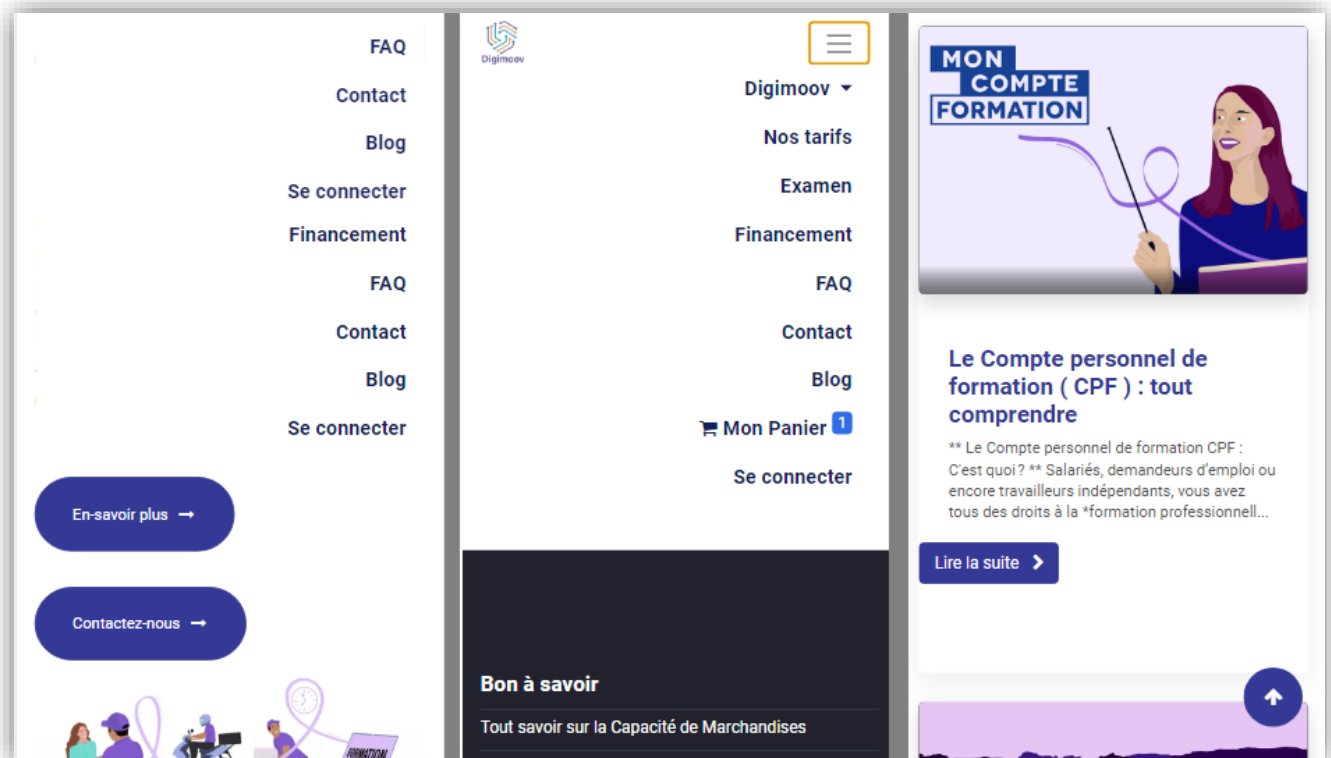 FAQ
Contact
Blog
Se connecter
Financement
FAQ
Contact
Blog
Se connecter
En-savoir plus
Contactez-nous
FORMATION
Digimoov
Digimoov
Nos tarifs
Examen
Financement
FAQ
Contact
Blog
Mon Panier 1
Se connecter
Bon à savoir
Tout savoir sur la Capacité de Marchandises
MON
COMPTE
FORMATION
Le Compte personnel de
formation ( CPF ) : tout
comprendre
** Le Compte personnel de formation CPF :
C'est quoi ? ** Salariés, demandeurs d'emploi ou
encore travailleurs indépendants, vous avez
tous des droits à la *formation professionnell...
Lire la suite